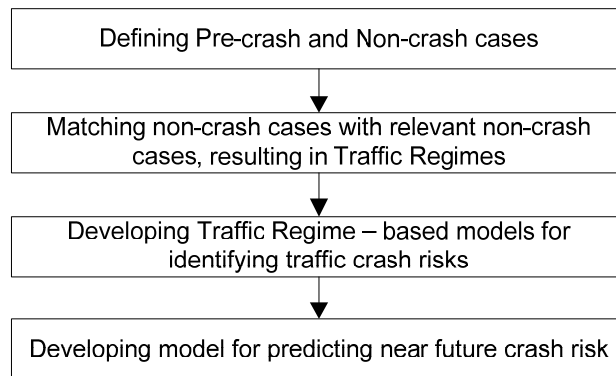 Defining Pre-crash and Non-crash cases
Matching non-crash cases with relevant non-crash
cases, resulting in Traffic Regimes
Developing Traffic Regime – based models for
identifying traffic crash risks
Developing model for predicting near future crash risk